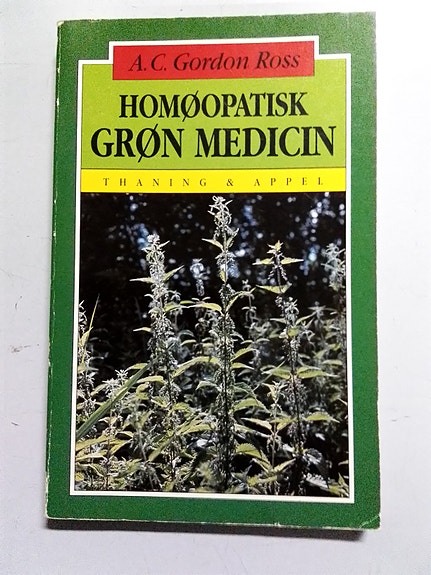 A. C. Gordon Ross
HOMØOPATISK
GRØN MEDICIN
THANING & APPEL